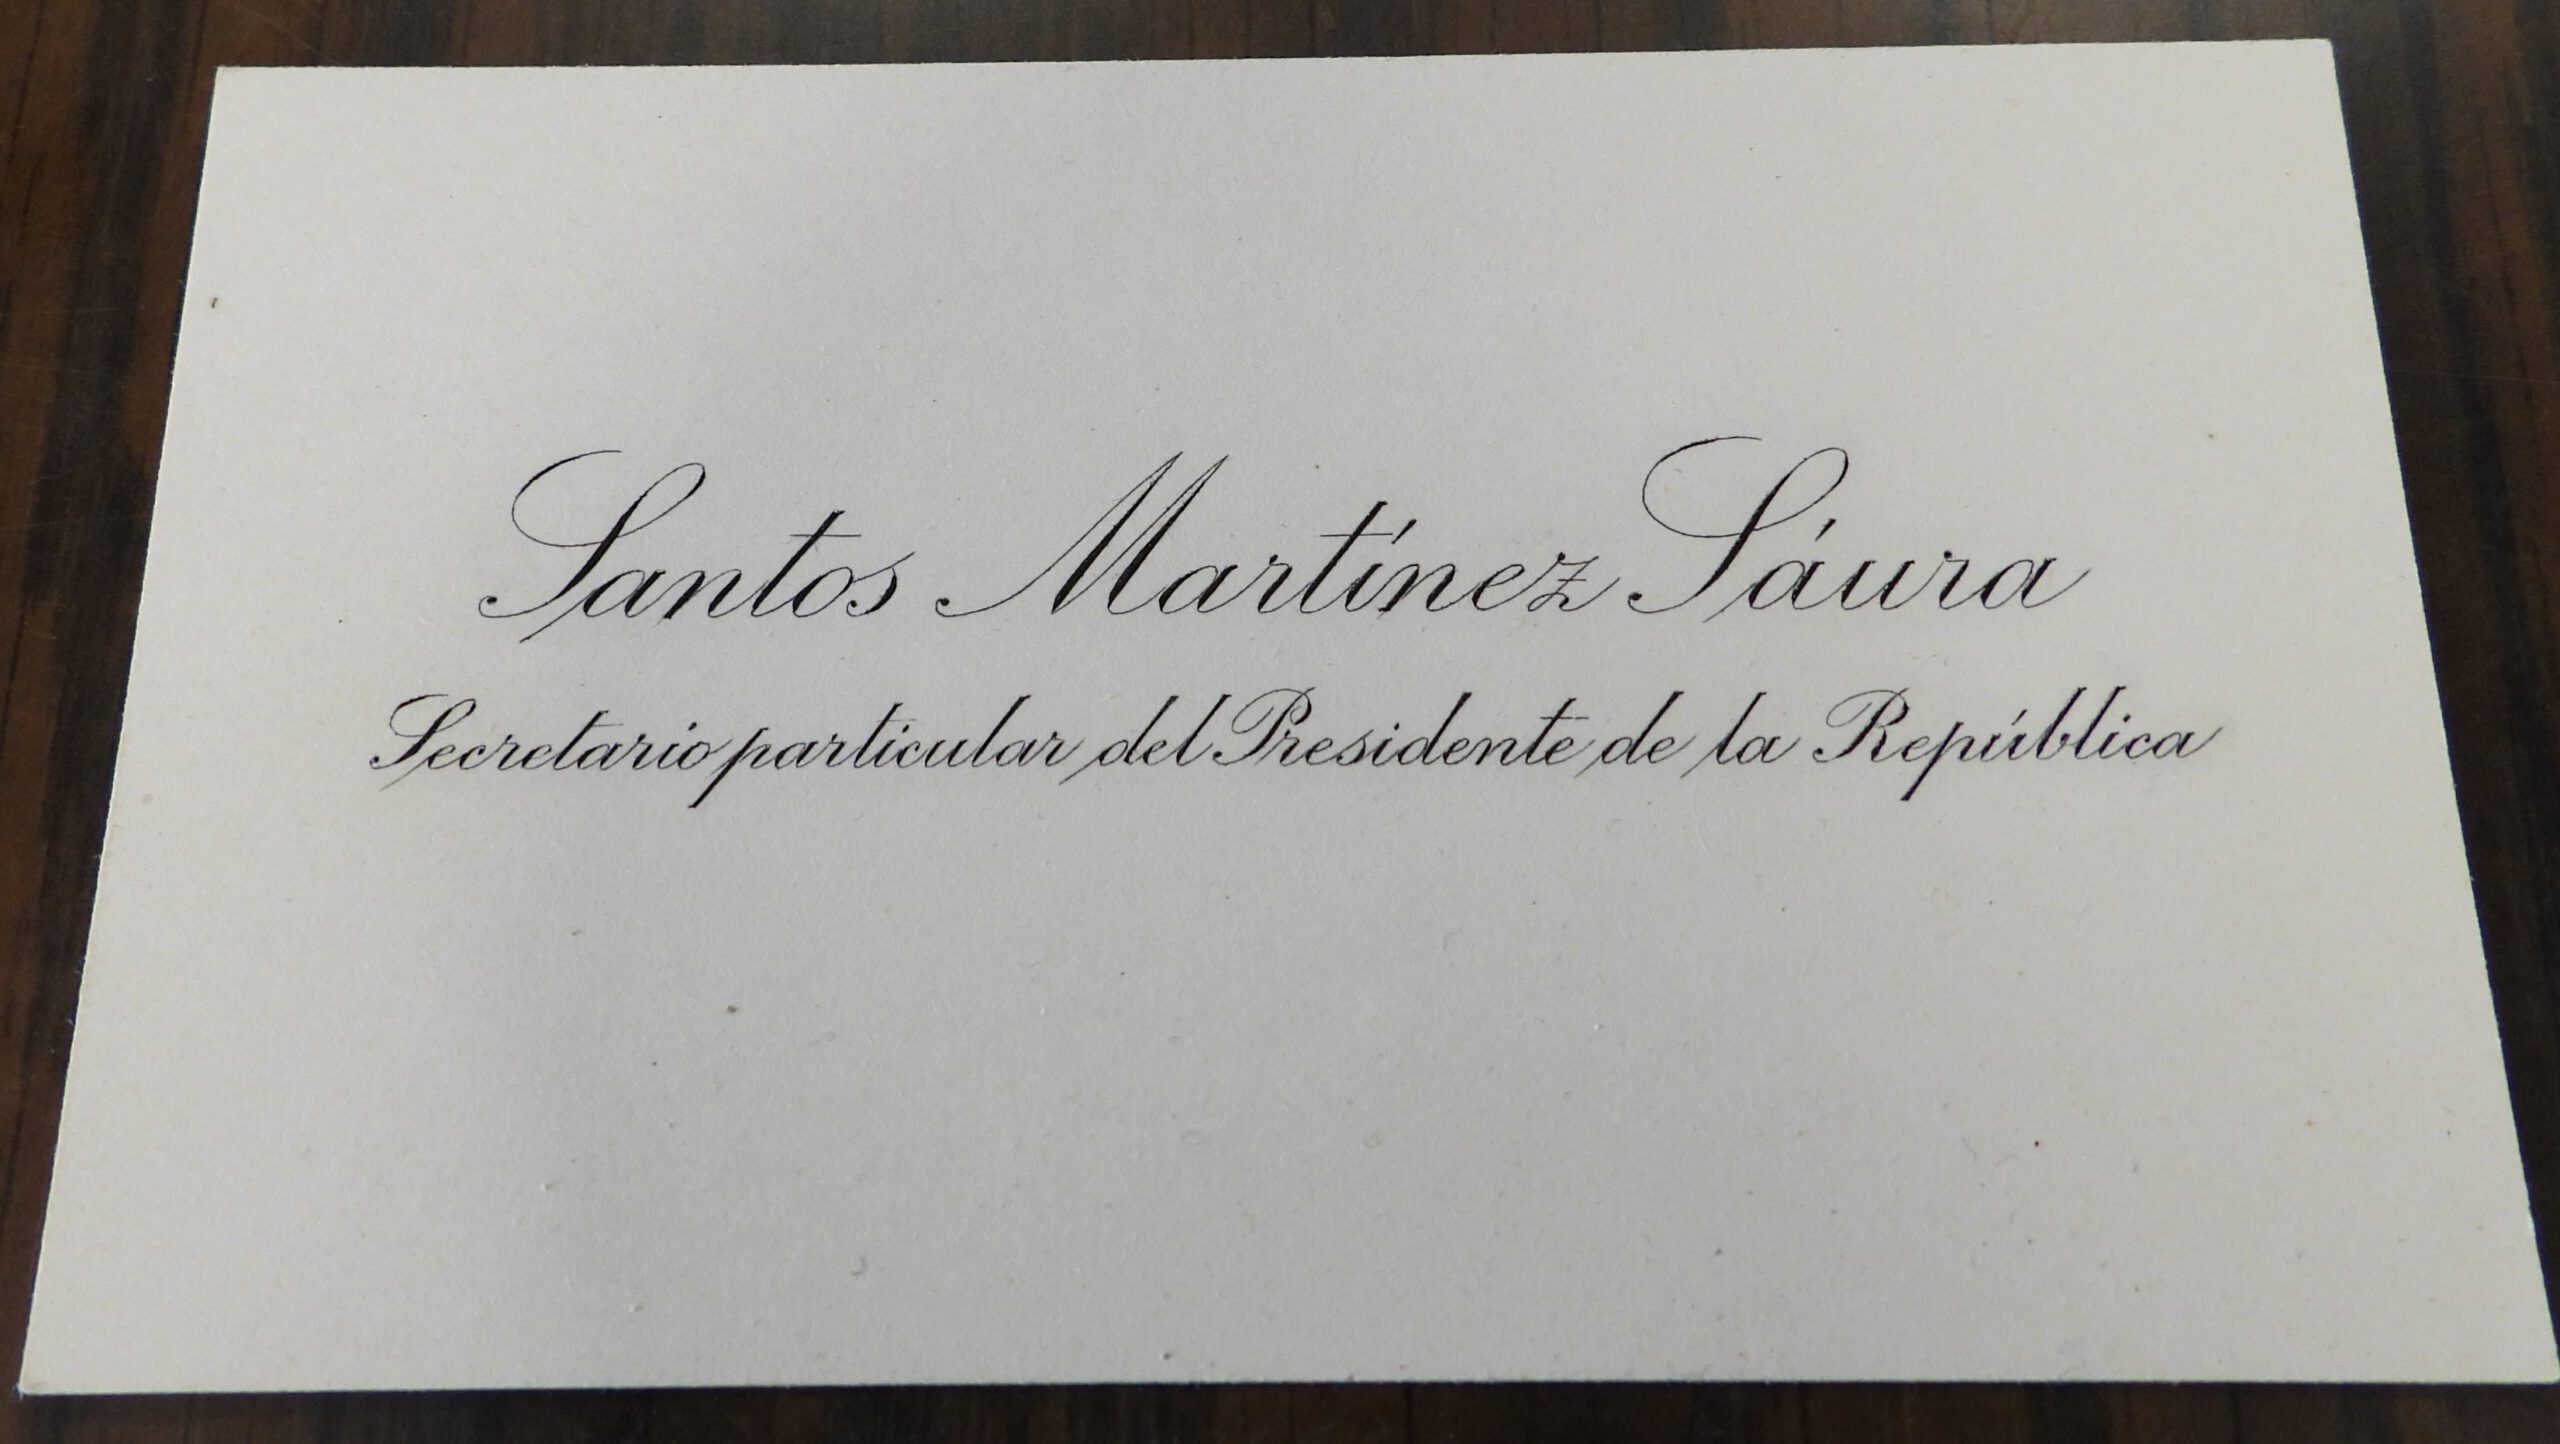 Santos Martínez Sáura
Secretario particular del Presidente de la República